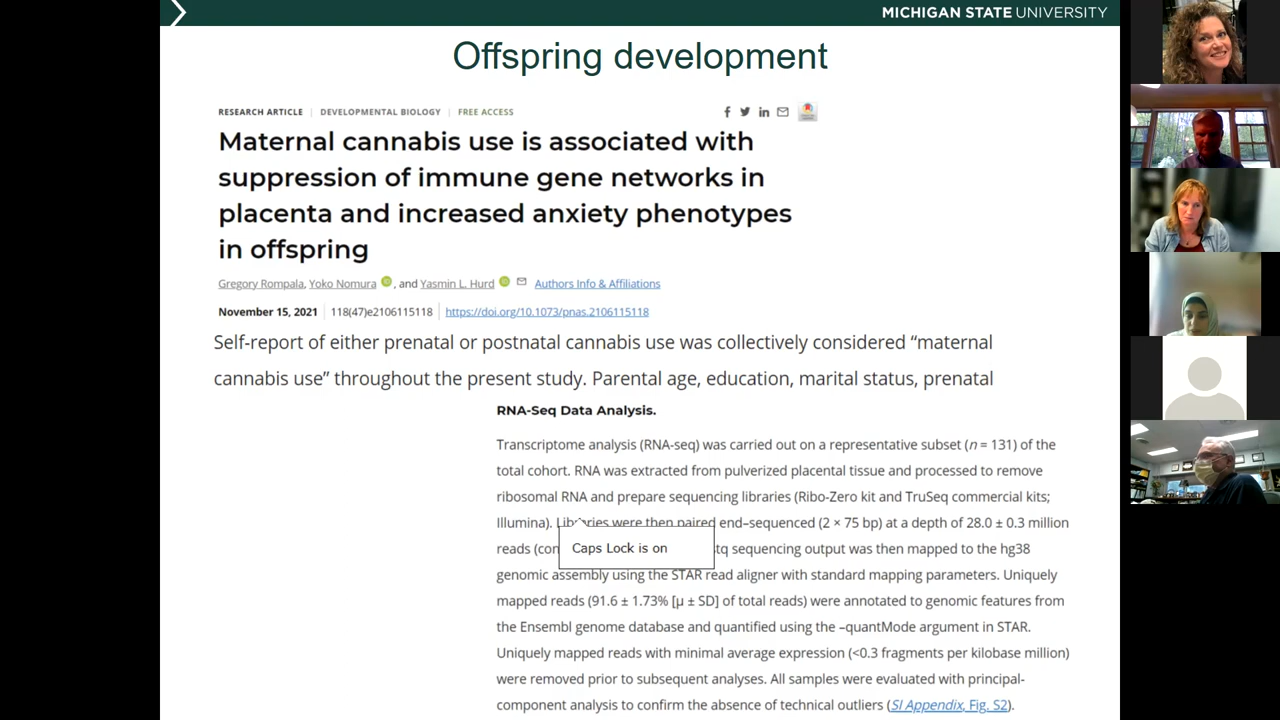 MICHIGAN STATE UNIVERSITY
Offspring development
RESEARCH ARTICLE | DEVELOPMENTAL BIOLOGY | FREE ACCESS
Maternal cannabis use is associated with
suppression of immune gene networks in
placenta and increased anxiety phenotypes
in offspring
Gregory Rompala, Yoko Nomura, and Yasmin L. Hurd Authors Info & Affiliations
November 15, 2021 | 118(47)e2106115118 | https://doi.org/10.1073/pnas.2106115118
Self-report of either prenatal or postnatal cannabis use was collectively considered “maternal
cannabis use” throughout the present study. Parental age, education, marital status, prenatal
RNA-Seq Data Analysis.
Transcriptome analysis (RNA-seq) was carried out on a representative subset (n = 131) of the
total cohort. RNA was extracted from pulverized placental tissue and processed to remove
ribosomal RNA and prepare sequencing libraries (Ribo-Zero kit and TruSeq commercial kits;
Illumina). Libraries were then paired end–sequenced (2 × 75 bp) at a depth of 28.0 ± 0.3 million
reads (con
Caps Lock is on
tq sequencing output was then mapped to the hg38
genomic assembly using the STAR read aligner with standard mapping parameters. Uniquely
mapped reads (91.6 ± 1.73% [μ ± SD] of total reads) were annotated to genomic features from
the Ensembl genome database and quantified using the –quantMode argument in STAR.
Uniquely mapped reads with minimal average expression (<0.3 fragments per kilobase million)
were removed prior to subsequent analyses. All samples were evaluated with principal-
component analysis to confirm the absence of technical outliers (SI Appendix, Fig. S2).